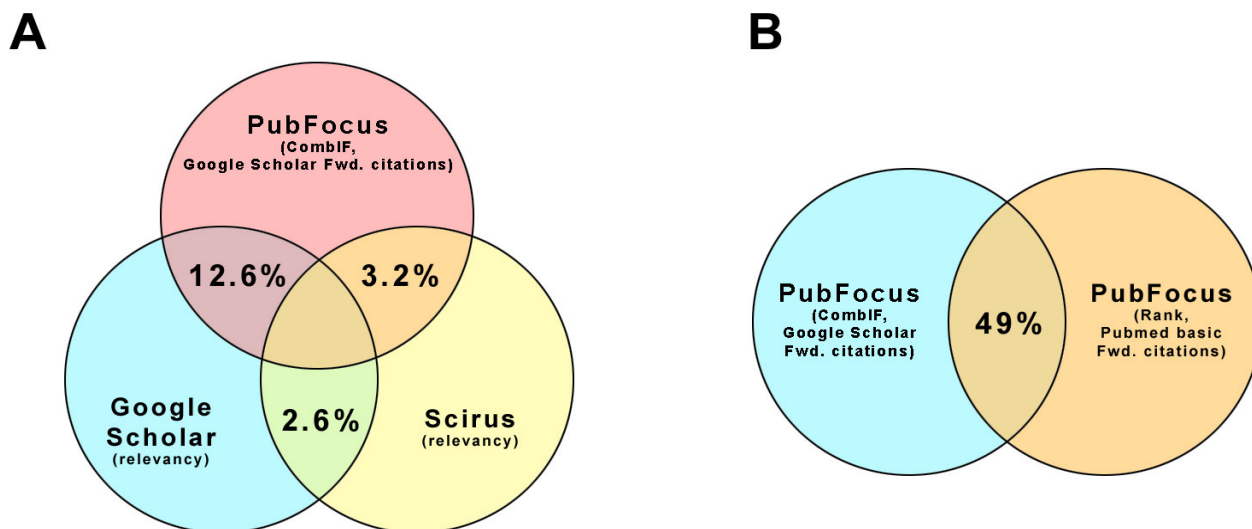 A
PubFocus
(CombIF,
Google Scholar Fwd. citations)
12.6%
3.2%
Google
Scholar
(relevancy)
2.6%
Scirus
(relevancy)
B
PubFocus
(CombIF,
Google Scholar
Fwd. citations)
49%
PubFocus
(Rank,
Pubmed basic
Fwd. citations)